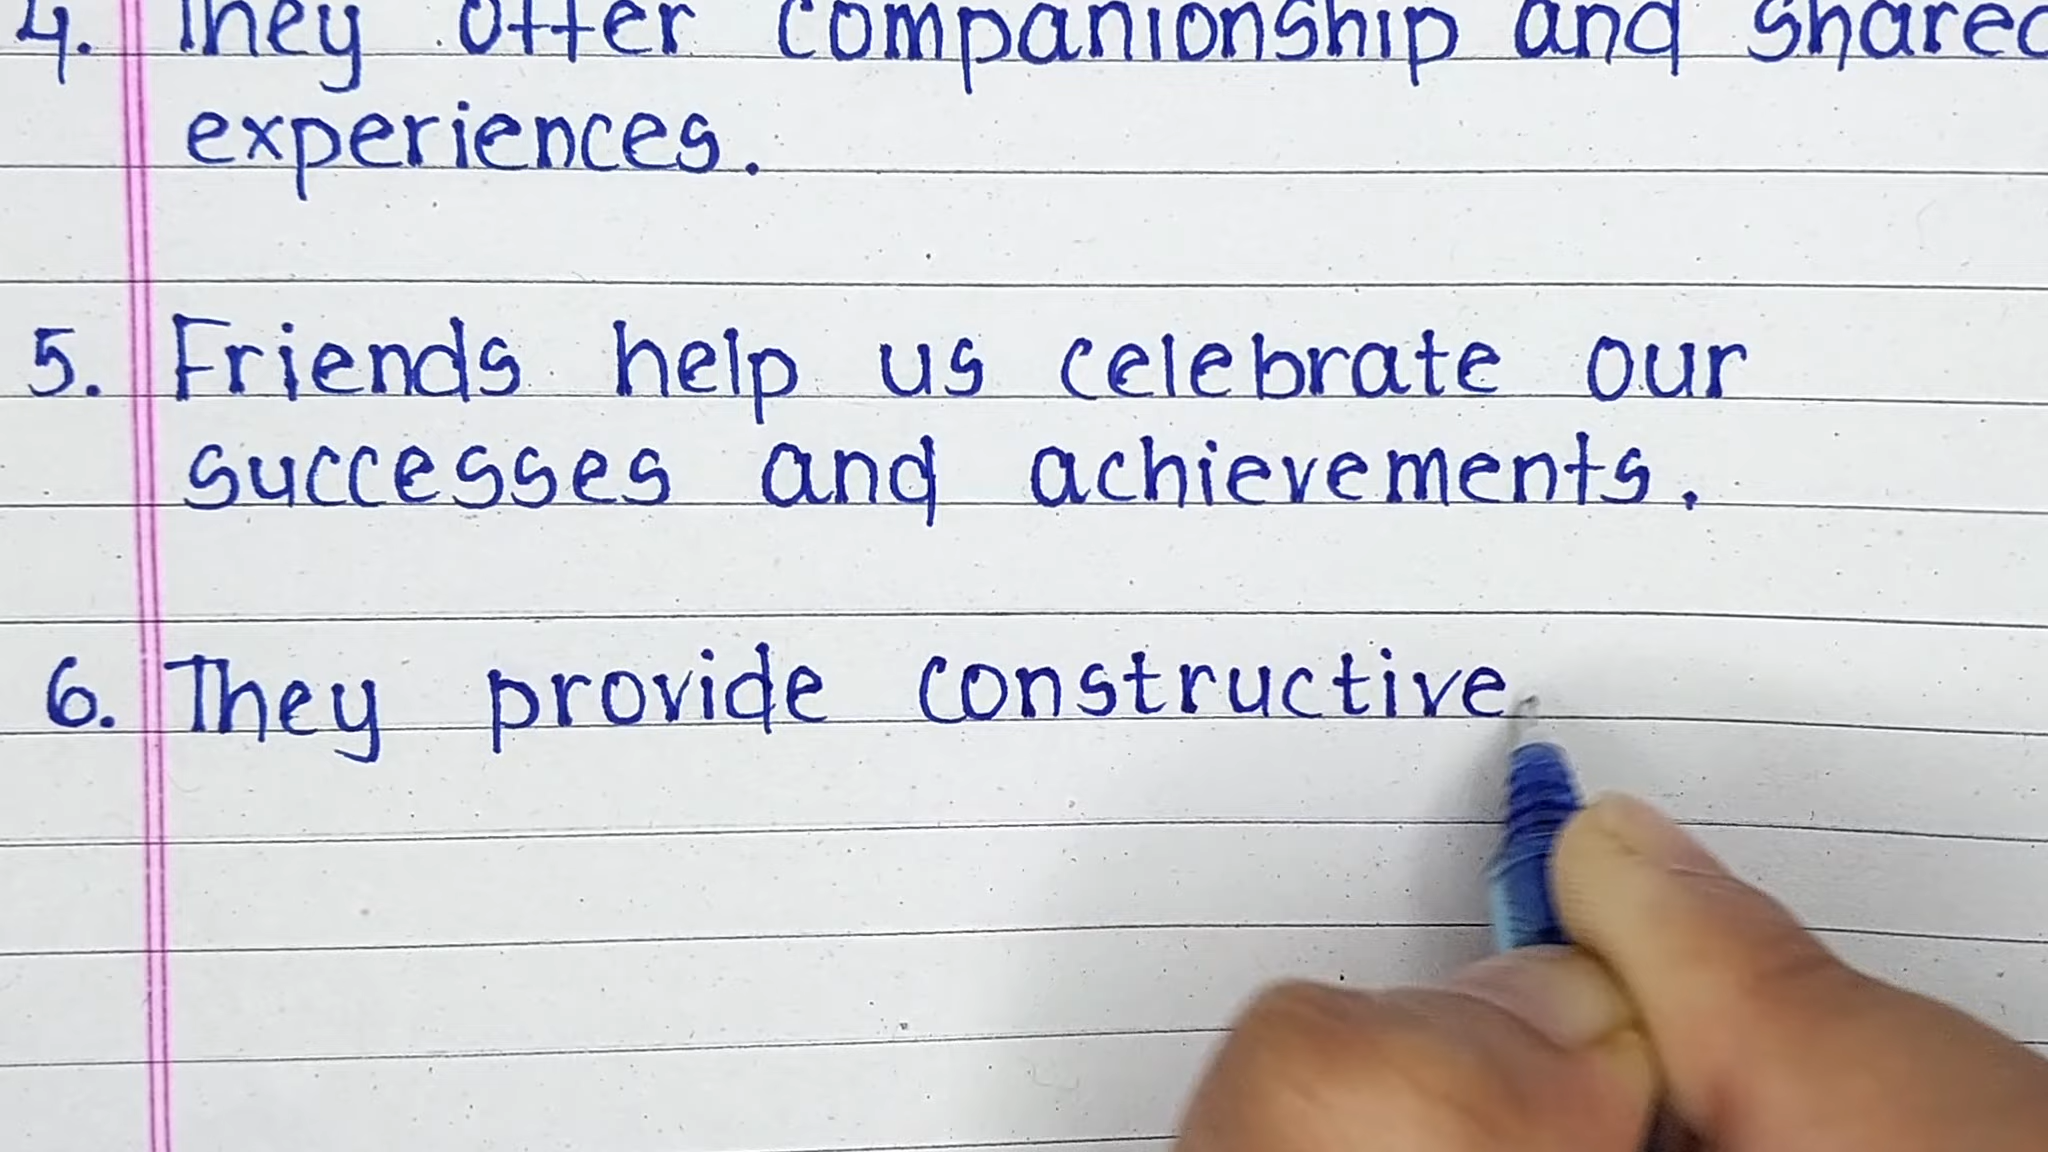 4. They offer companionship and shared
experiences.
5. Friends help us celebrate our
successes and achievements.
6. They provide constructive